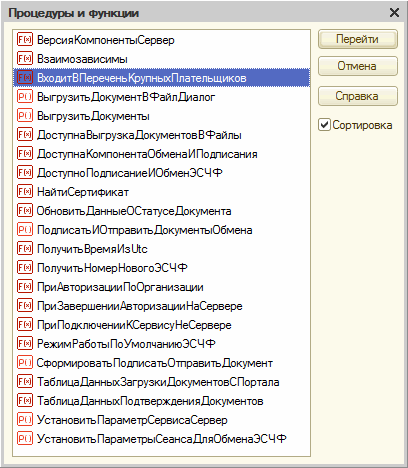 Процедуры и Функции
F(x) ВерсияКомпонентыСервер
F(x) Взаимозависимы
F(x) ВходитВПереченьКрупныхПлательщиков
P() ВыгрузитьДокументВФайлДиалог
P() ВыгрузитьДокументы
F(x) ДоступнаВыгрузкаДокументовВФайлы
F(x) ДоступнаКомпонентаОбменаИПодписания
F(x) ДоступноПодписаниеИОбменЭСЧФ
F(x) НайтиСертификат
F(x) ОбновитьДанныеОСтатусеДокумента
P() ПодписатьИОтправитьДокументыОбмена
F(x) ПолучитьВремяИзUtc
F(x) ПолучитьНомерНовогоЭСЧФ
F(x) ПриАвторизацииПоОрганизации
F(x) ПриЗавершенииАвторизацииНаСервере
F(x) ПриПодключенииКСервисуНеСервере
F(x) РежимРаботыПоУмолчаниюЭСЧФ
P() СформироватьПодписатьОтправитьДокумент
F(x) ТаблицаДанныхЗагрузкиДокументовСПортала
F(x) ТаблицаДанныхПодтвержденияДокументов
P() УстановитьПараметрСервисаСервер
P() УстановитьПараметрыСеансаДляОбменаЭСЧФ
Перейти
Отмена
Справка
Сортировка